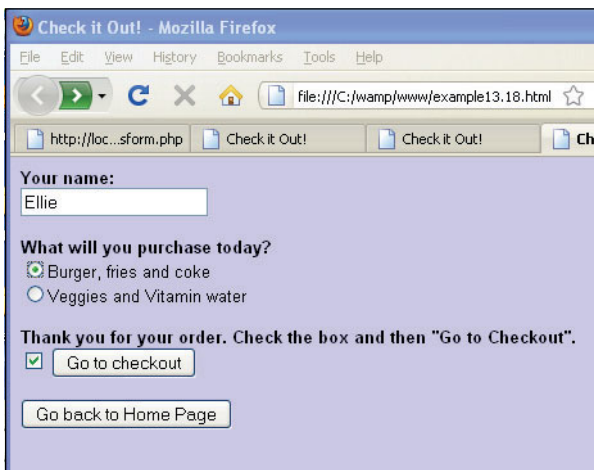 Check it Out! - Mozilla Firefox
File Edit View History Bookmarks Tools Help
file:///C:/wamp/www/example13.18.html
http://loc...sform.php Check it Out! Check it Out! Ch
Your name:
Ellie
What will you purchase today?
Burger, fries and coke
Veggies and Vitamin water
Thank you for your order. Check the box and then "Go to Checkout".
Go to checkout
Go back to Home Page